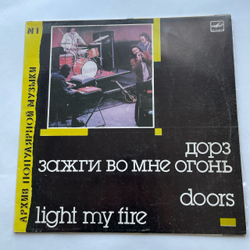 №1
АРХИВ ПОПУЛЯРНОЙ МУЗЫКИ
дорз
зажги во мне огонь
doors
light my fire